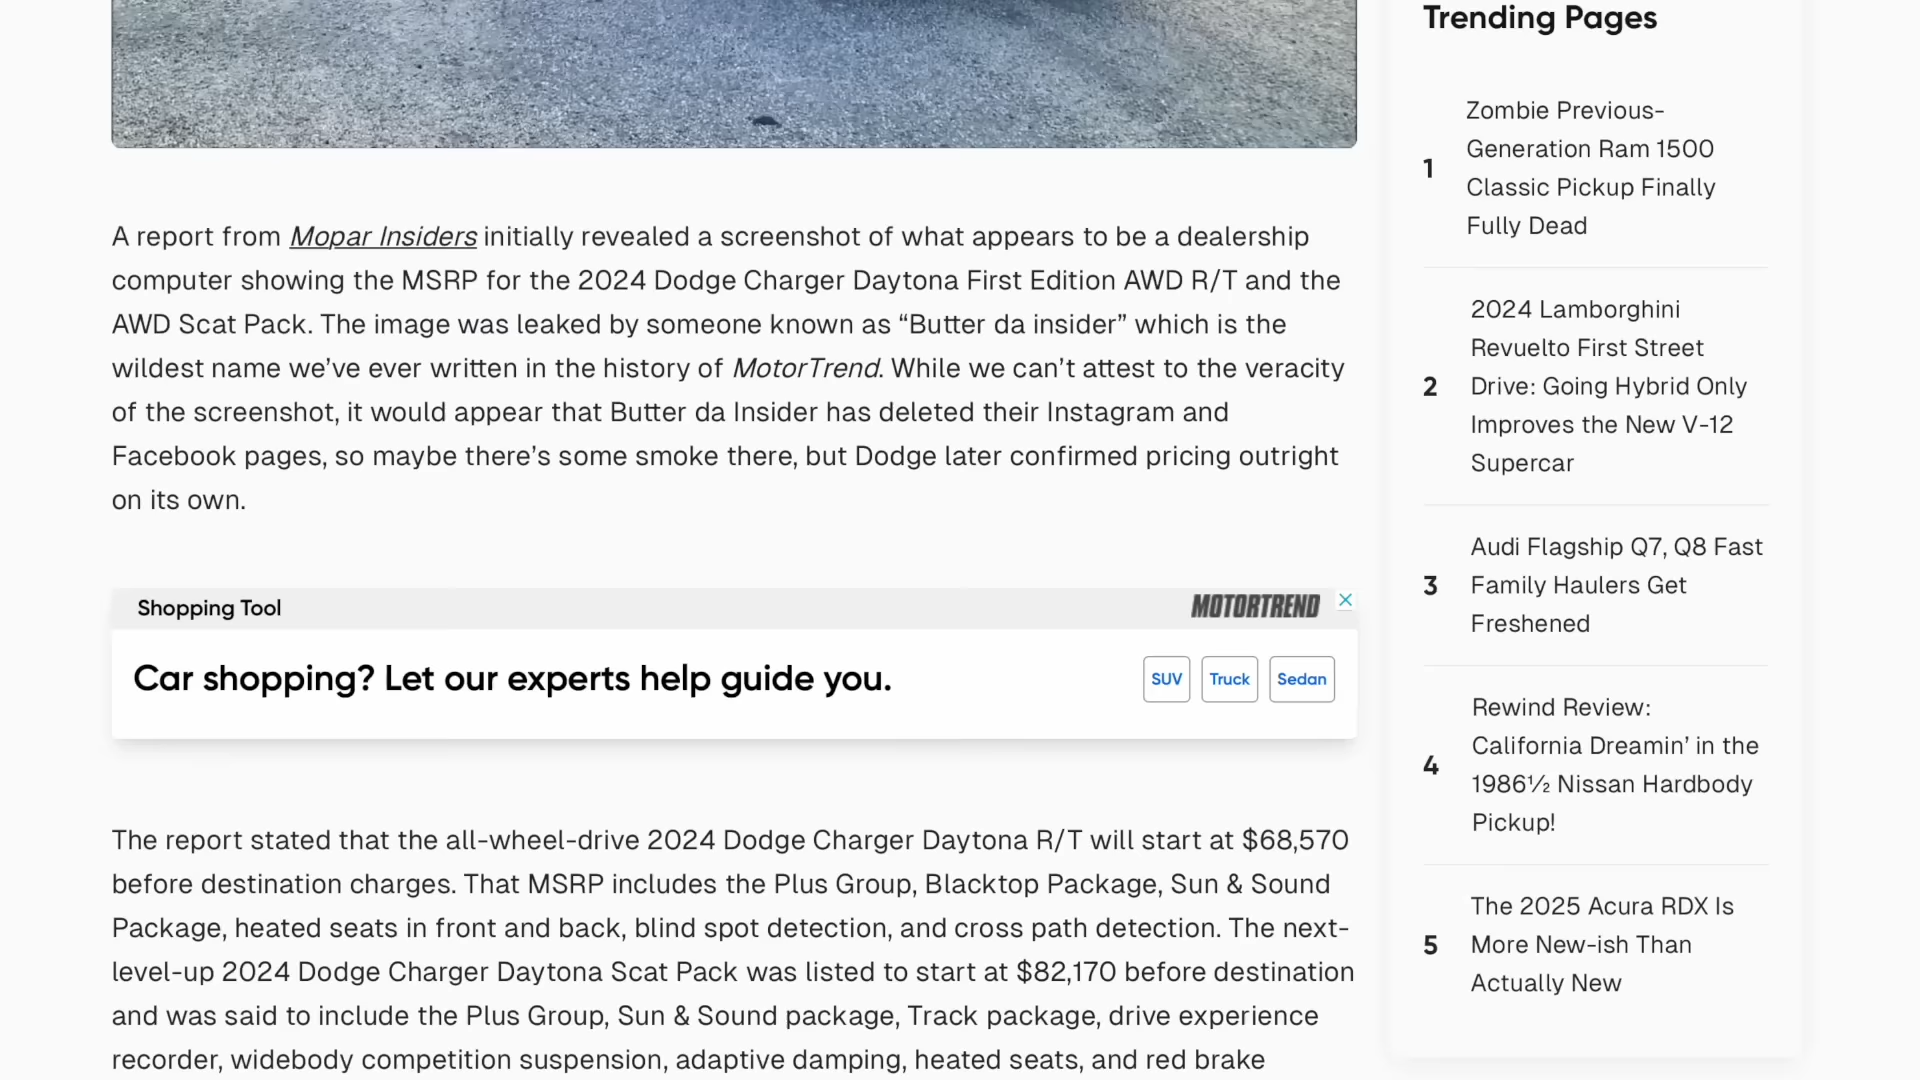 A report from Mopar Insiders initially revealed a screenshot of what appears to be a dealership
computer showing the MSRP for the 2024 Dodge Charger Daytona First Edition AWD R/T and the
AWD Scat Pack. The image was leaked by someone known as “Butter da insider” which is the
wildest name we’ve ever written in the history of MotorTrend. While we can’t attest to the veracity
of the screenshot, it would appear that Butter da Insider has deleted their Instagram and
Facebook pages, so maybe there’s some smoke there, but Dodge later confirmed pricing outright
on its own.
Shopping Tool
MOTORTREND
Car shopping? Let our experts help guide you.
SUV
Truck
Sedan
The report stated that the all-wheel-drive 2024 Dodge Charger Daytona R/T will start at $68,570
before destination charges. That MSRP includes the Plus Group, Blacktop Package, Sun & Sound
Package, heated seats in front and back, blind spot detection, and cross path detection. The next-
level-up 2024 Dodge Charger Daytona Scat Pack was listed to start at $82,170 before destination
and was said to include the Plus Group, Sun & Sound package, Track package, drive experience
recorder, widebody competition suspension, adaptive damping, heated seats, and red brake
Trending Pages
1
Zombie Previous-
Generation Ram 1500
Classic Pickup Finally
Fully Dead
2
2024 Lamborghini
Revuelto First Street
Drive: Going Hybrid Only
Improves the New V-12
Supercar
3
Audi Flagship Q7, Q8 Fast
Family Haulers Get
Freshened
4
Rewind Review:
California Dreamin’ in the
1986½ Nissan Hardbody
Pickup!
5
The 2025 Acura RDX Is
More New-ish Than
Actually New